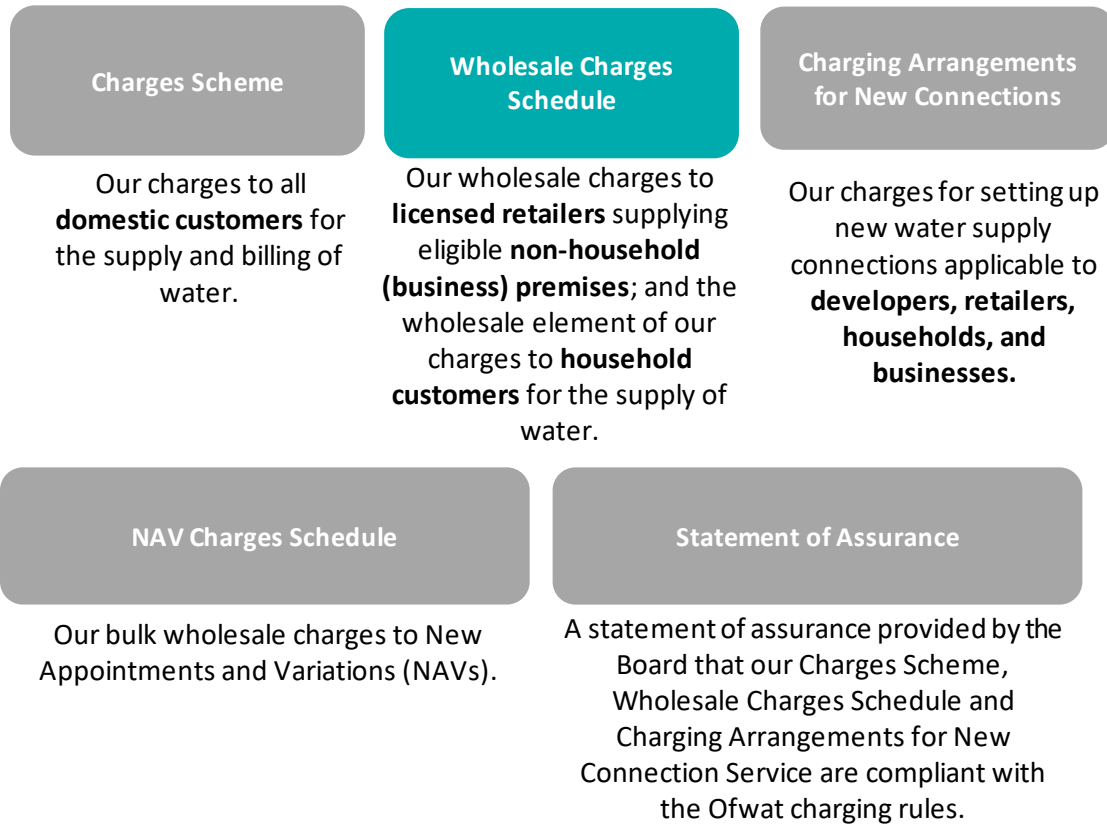 Charges Scheme
Our charges to all
domestic customers for
the supply and billing of
water.
Wholesale Charges
Schedule
Our wholesale charges to
licensed retailers supplying
eligible non-household
(business) premises; and the
wholesale element of our
charges to household
customers for the supply of
water.
Charging Arrangements
for New Connections
Our charges for setting up
new water supply
connections applicable to
developers, retailers,
households, and
businesses.
NAV Charges Schedule
Our bulk wholesale charges to New
Appointments and Variations (NAVs).
Statement of Assurance
A statement of assurance provided by the
Board that our Charges Scheme,
Wholesale Charges Schedule and
Charging Arrangements for New
Connection Service are compliant with
the Ofwat charging rules.